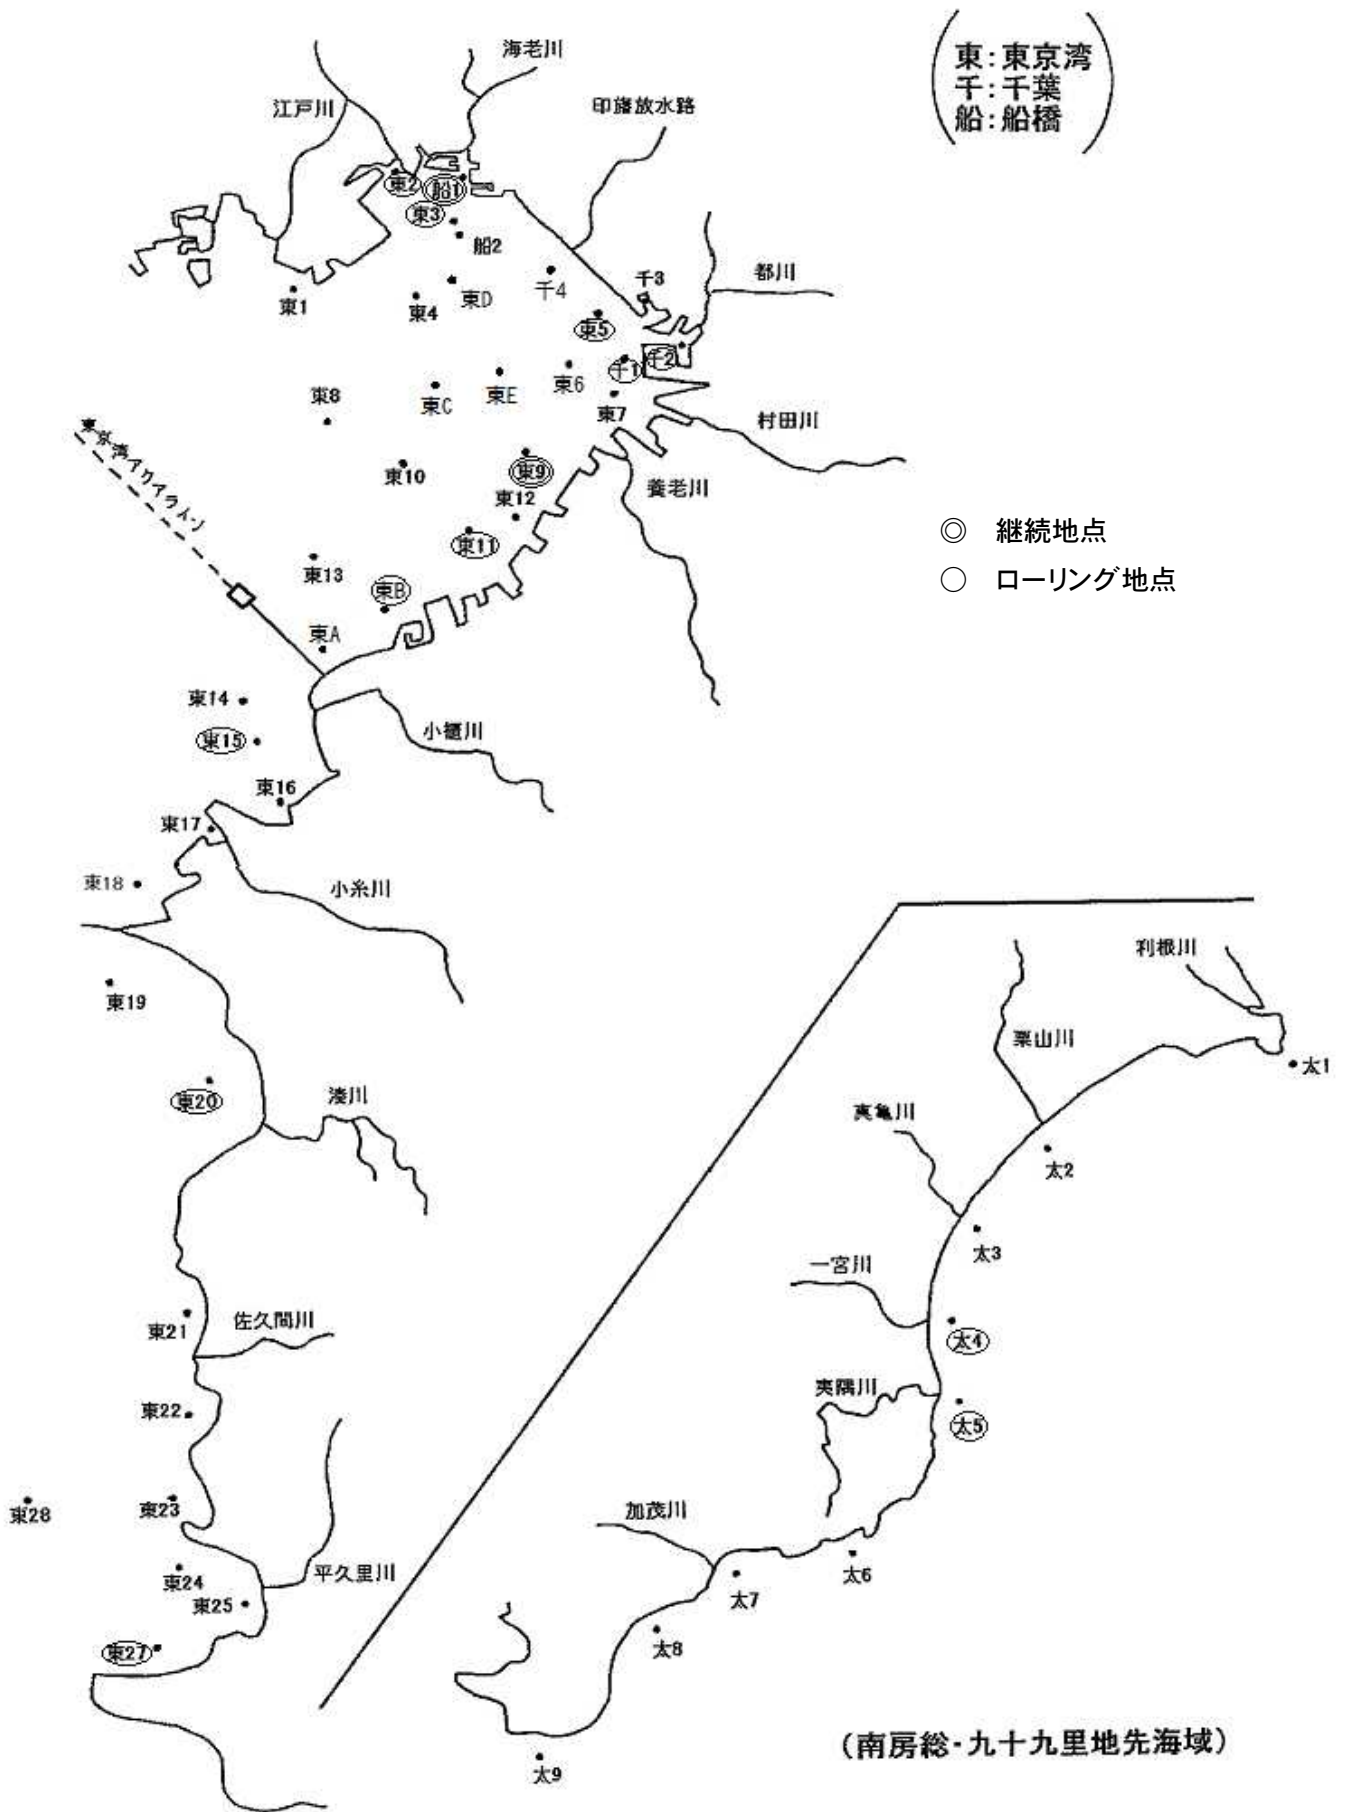 東:東京湾
千:千葉
船:船橋
海老川
江戸川
印旛放水路
東2
船1
東3
船2
都川
千3
千4
東D
東1
東4
東5
千2
千1
東6
東E
東C
東7
東8
村田川
東京湾アクアライン
東10
東9
養老川
東12
◎ 継続地点
東11
東13
○ ローリング地点
東B
東A
東14
小櫃川
東15
東16
東17
東18
小糸川
利根川
東19
栗山川
太1
東20
湊川
真亀川
太2
太3
一宮川
東21
佐久間川
太4
夷隅川
東22
太5
東28
東23
加茂川
平久里川
東24
太6
東25
太7
東27
太8
(南房総・九十九里地先海域)
太9